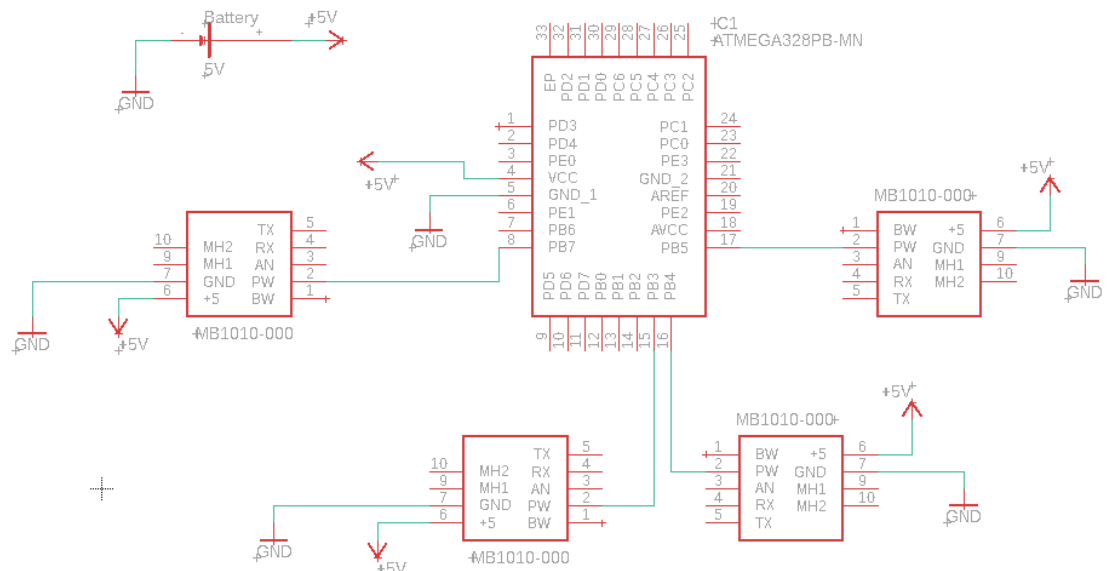 Battery
+5V
-
+
5V
GND
C1
ATMEGA328PB-MN
33 32 31 30 29 28 27 26 25
EP PD2 PD1 PD0 PC6 PC5 PC4 PC3 PC2
1 PD3
2 PD4
3 PE0
4 VCC
5 GND_1
6 PE1
7 PB6
8 PB7
PC1 24
PC0 23
PE3 22
GND_2 21
AREF 20
PE2 19
AVCC 18
PB5 17
PD5 PD6 PD7 PB0 PB1 PB2 PB3 PB4
9 10 11 12 13 14 15 16
+5V
GND
TX 5
10 MH2 RX 4
9 MH1 AN 3
7 GND PW 2
6 +5 BW 1
MB1010-000
GND
+5V
MB1010-000
1 BW +5 6
2 PW GND 7
3 AN MH1 9
4 RX MH2 10
5 TX
+5V
GND
TX 5
10 MH2 RX 4
9 MH1 AN 3
7 GND PW 2
6 +5 BW 1
MB1010-000
GND
+5V
MB1010-000
1 BW +5 6
2 PW GND 7
3 AN MH1 9
4 RX MH2 10
5 TX
+5V
GND